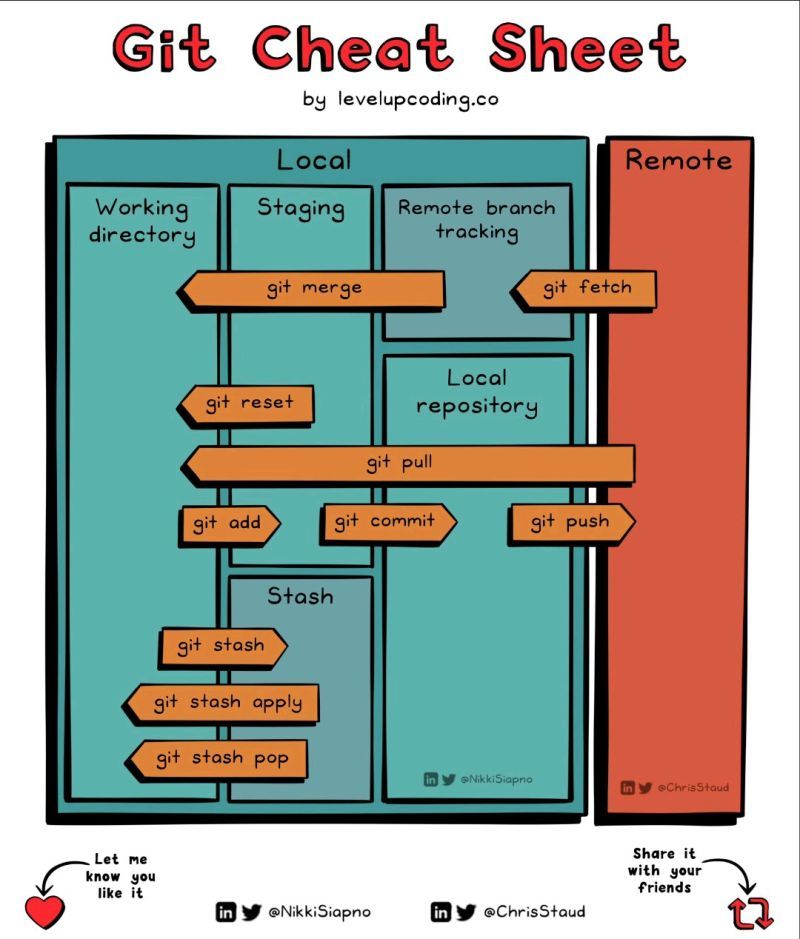 Git Cheat Sheet
by levelupcoding.co
Local
Remote
Working
directory
Staging
Remote branch
tracking
git merge
git fetch
Local
repository
git reset
git pull
git add
git commit
git push
Stash
git stash
git stash apply
git stash pop
@NikkiSiapno
@ChrisStaud
Let me
know you
like it
Share it
with your
friends
in @NikkiSiapno
in @ChrisStaud